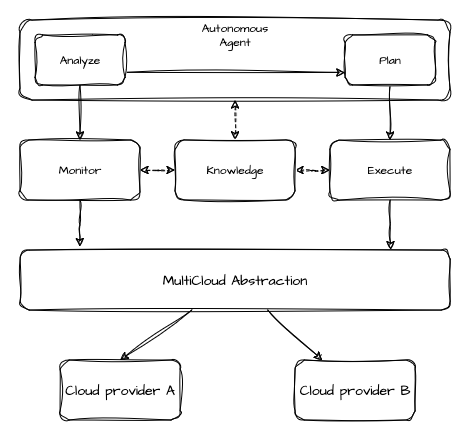 Autonomous
Agent
Analyze
Plan
Monitor
Knowledge
Execute
MultiCloud Abstraction
Cloud provider A
Cloud provider B